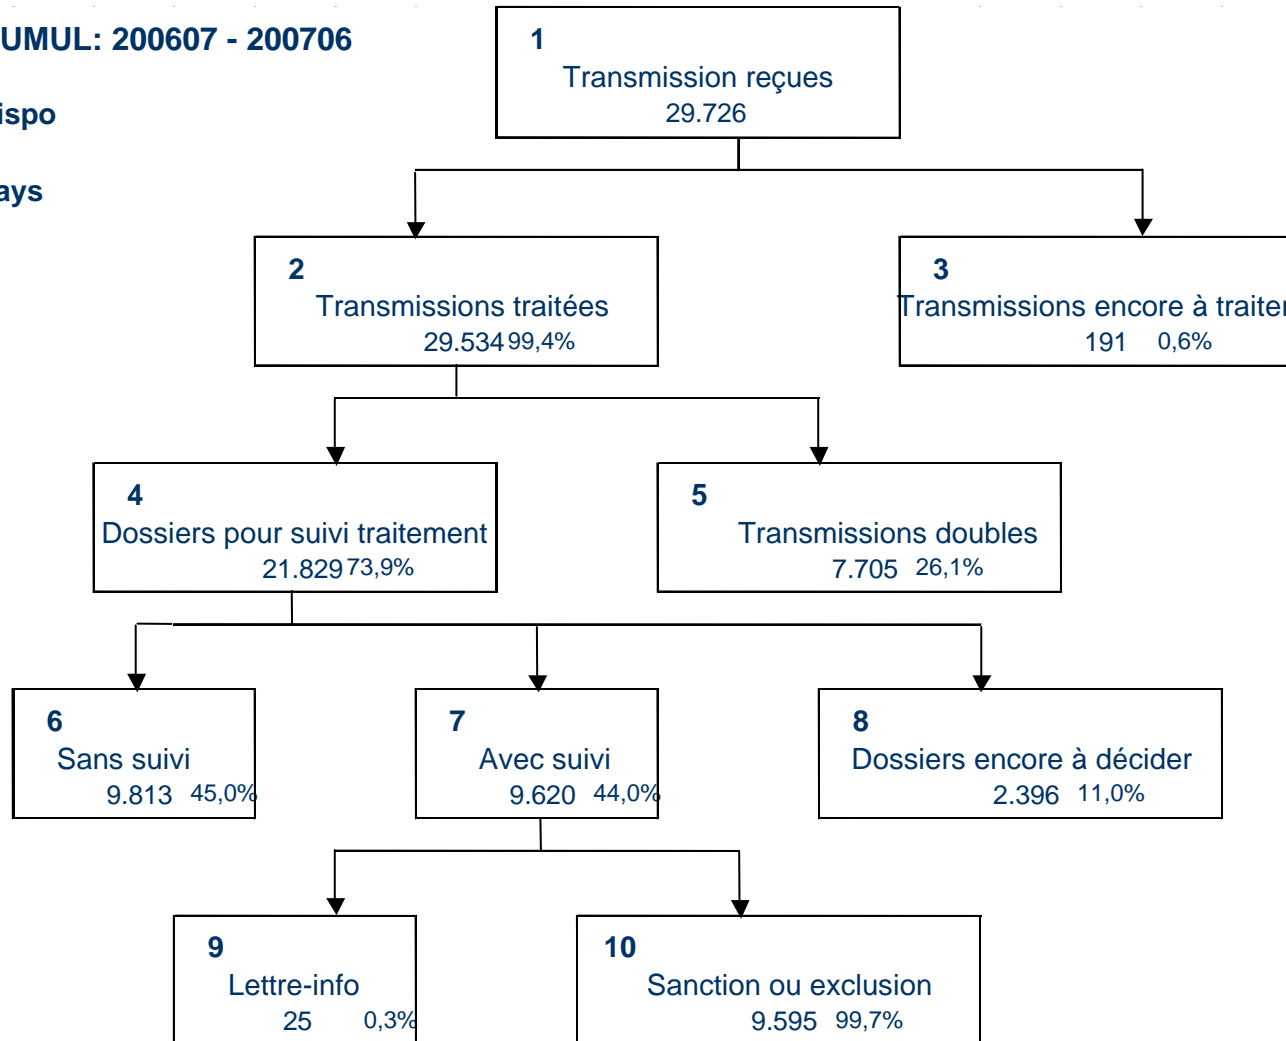 UMUL: 200607 - 200706
ispo
ays
1
Transmission reçues
29.726
2
Transmissions traitées
29.534 99,4%
3
Transmissions encore à traiter
191 0,6%
4
Dossiers pour suivi traitement
21.829 73,9%
5
Transmissions doubles
7.705 26,1%
6
Sans suivi
9.813 45,0%
7
Avec suivi
9.620 44,0%
8
Dossiers encore à décider
2.396 11,0%
9
Lettre-info
25 0,3%
10
Sanction ou exclusion
9.595 99,7%